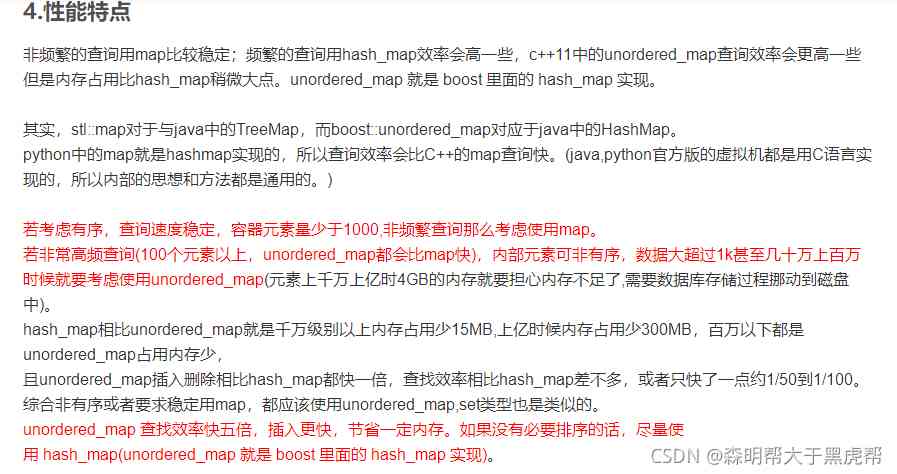 4.性能特点
非频繁的查询用map比较稳定；频繁的查询用hash_map效率会高一些，c++11中的unordered_map查询效率会更高一些
但是内存占用比hash_map稍微大点。unordered_map 就是 boost 里面的 hash_map 实现。
其实，stl::map对于与java中的TreeMap，而boost::unordered_map对应于java中的HashMap。
python中的map就是hashmap实现的，所以查询效率会比C++的map查询快。(java,python官方版的虚拟机都是用C语言实
现的，所以内部的思想和方法都是通用的。)
若考虑有序，查询速度稳定，容器元素量少于1000,非频繁查询那么考虑使用map。
若非常高频查询(100个元素以上，unordered_map都会比map快)，内部元素可非有序，数据大超过1k甚至几十万上百万
时候就要考虑使用unordered_map(元素上千万上亿时4GB的内存就要担心内存不足了,需要数据库存储过程挪动到磁盘
中)。
hash_map相比unordered_map就是千万级别以上内存占用少15MB,上亿时候内存占用少300MB，百万以下都是
unordered_map占用内存少，
且unordered_map插入删除相比hash_map都快一倍，查找效率相比hash_map差不多，或者只快了一点约1/50到1/100。
综合非有序或者要求稳定用map，都应该使用unordered_map,set类型也是类似的。
unordered_map 查找效率快五倍，插入更快，节省一定内存。如果没有必要排序的话，尽量使
用 hash_map(unordered_map 就是 boost 里面的 hash_map 实现)。
CSDN @森明帮大于黑虎帮